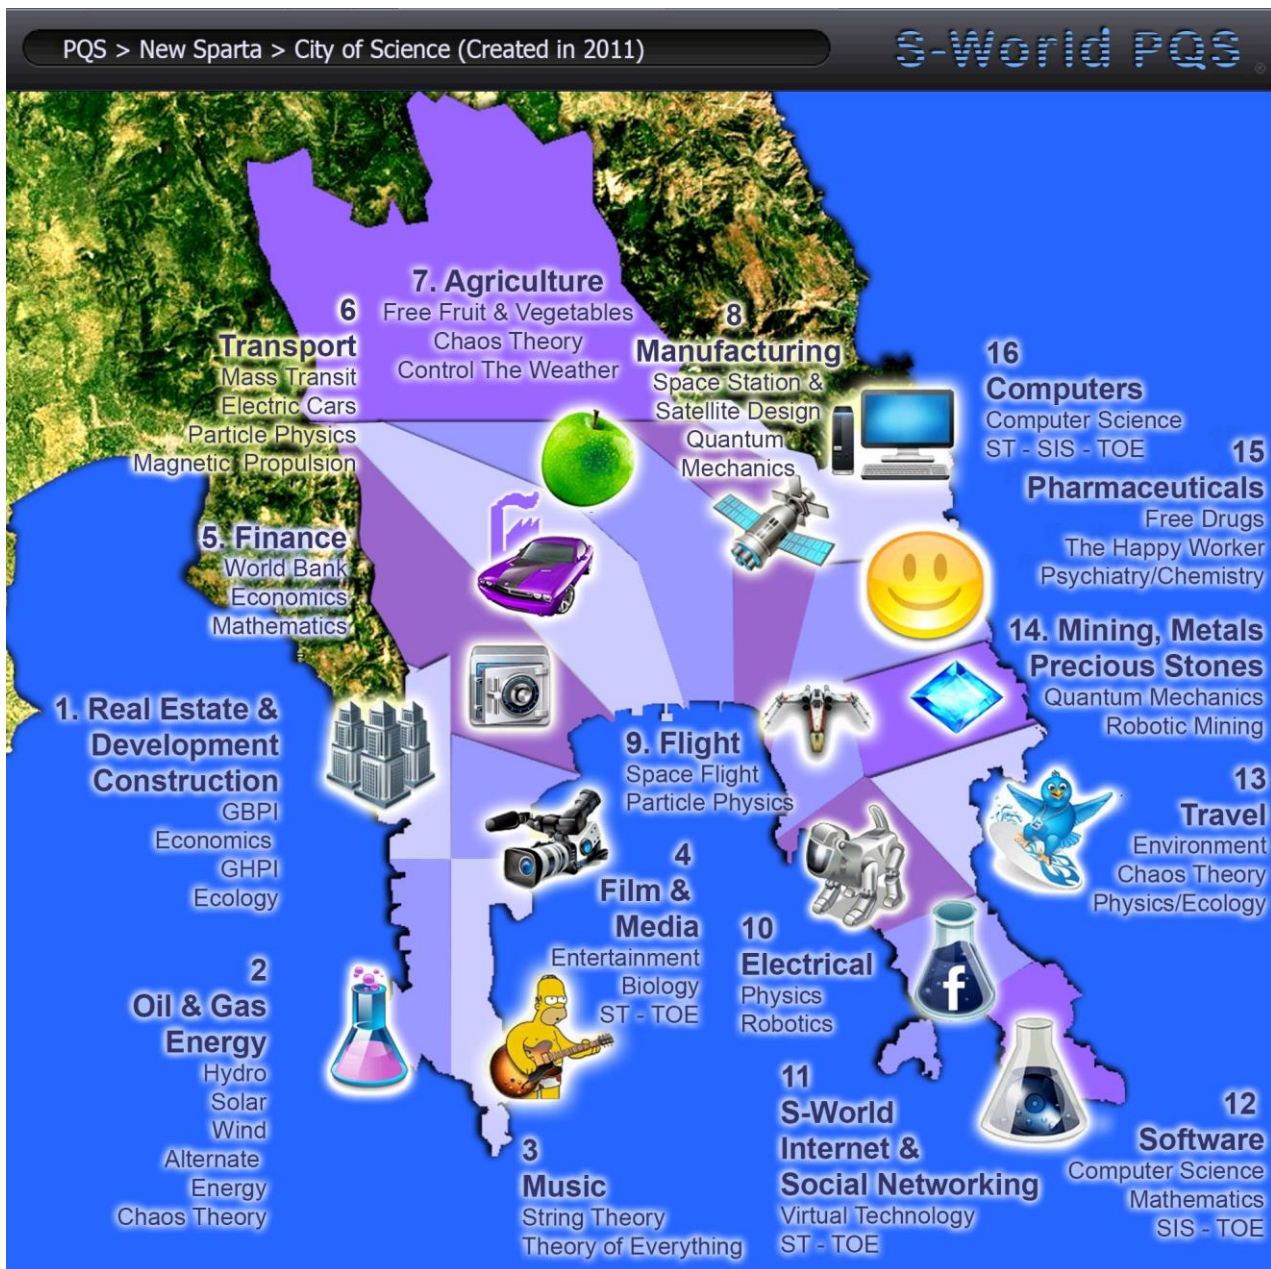 PQS > New Sparta > City of Science (Created in 2011)
S-World PQS
®
7. Agriculture
Free Fruit & Vegetables
Chaos Theory
Control The Weather
6
Transport
Mass Transit
Electric Cars
Particle Physics
Magnetic Propulsion
8
Manufacturing
Space Station &
Satellite Design
Quantum
Mechanics
16
Computers
Computer Science
ST - SIS - TOE
15
Pharmaceuticals
Free Drugs
The Happy Worker
Psychiatry/Chemistry
5. Finance
World Bank
Economics
Mathematics
14. Mining, Metals
Precious Stones
Quantum Mechanics
Robotic Mining
1. Real Estate &
Development
Construction
GBPI
Economics
GHPI
Ecology
9. Flight
Space Flight
Particle Physics
13
Travel
Environment
Chaos Theory
Physics/Ecology
4
Film &
Media
Entertainment
Biology
ST - TOE
10
Electrical
Physics
Robotics
f
2
Oil & Gas
Energy
Hydro
Solar
Wind
Alternate
Energy
Chaos Theory
3
Music
String Theory
Theory of Everything
11
S-World
Internet &
Social Networking
Virtual Technology
ST - TOE
12
Software
Computer Science
Mathematics
SIS - TOE